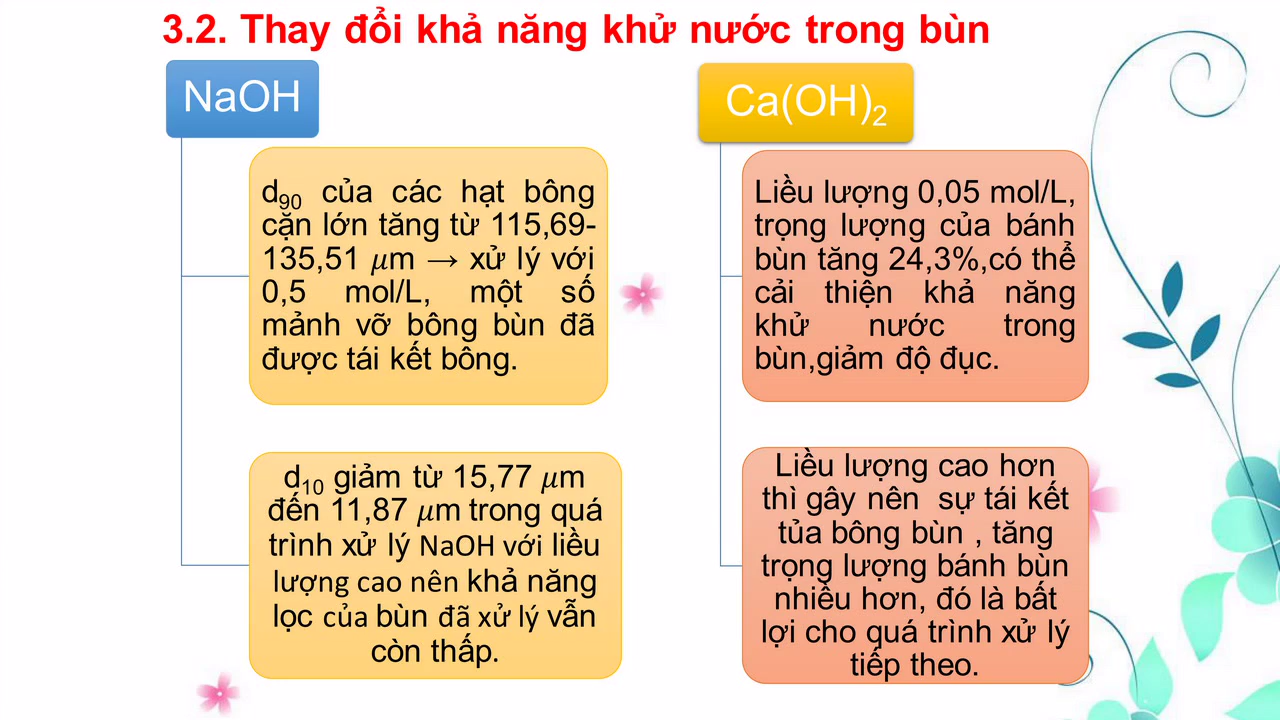 3.2. Thay đổi khả năng khử nước trong bùn
NaOH
d90 của các hạt bông
cặn lớn tăng từ 115,69-
135,51 𝜇m → xử lý với
0,5 mol/L, một số
mảnh vỡ bông bùn đã
được tái kết bông.
d10 giảm từ 15,77 𝜇m
đến 11,87 𝜇m trong quá
trình xử lý NaOH với liều
lượng cao nên khả năng
lọc của bùn đã xử lý vẫn
còn thấp.
Ca(OH)2
Liều lượng 0,05 mol/L,
trọng lượng của bánh
bùn tăng 24,3%,có thể
cải thiện khả năng
khử nước trong
bùn,giảm độ đục.
Liều lượng cao hơn
thì gây nên sự tái kết
tủa bông bùn , tăng
trọng lượng bánh bùn
nhiều hơn, đó là bất
lợi cho quá trình xử lý
tiếp theo.